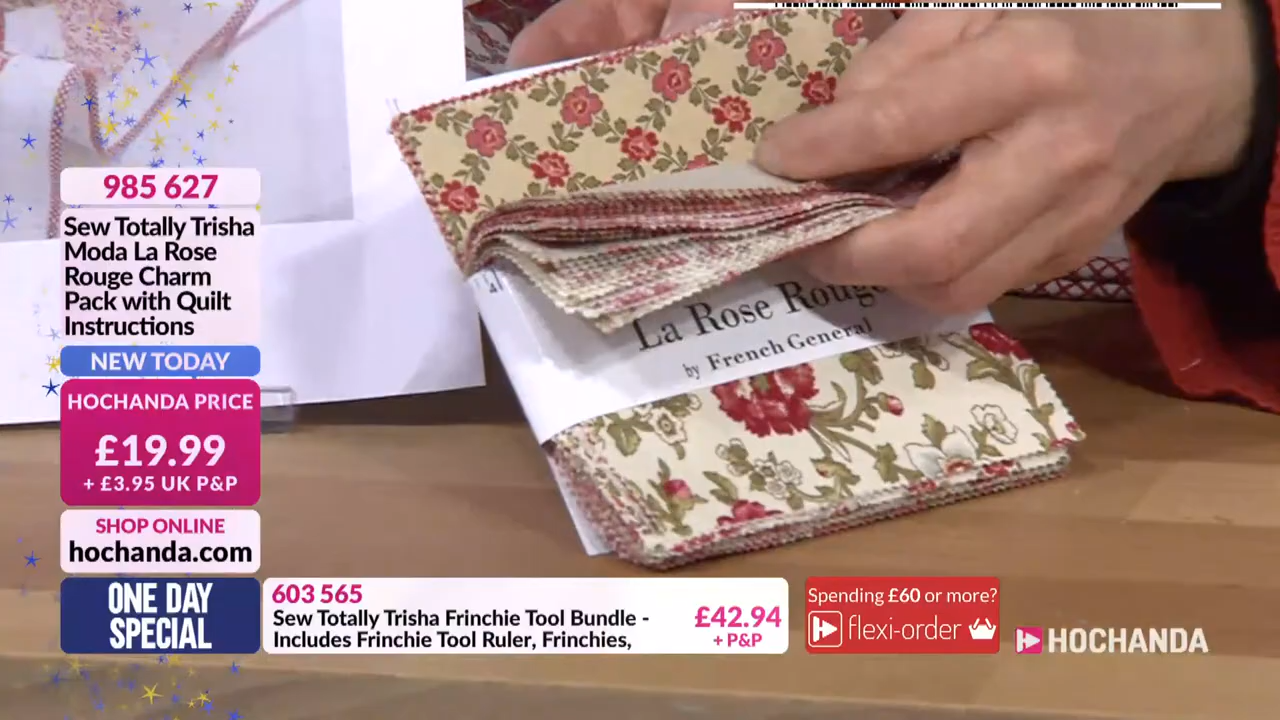 985 627
Sew Totally Trisha
Moda La Rose
Rouge Charm
Pack with Quilt
Instructions
NEW TODAY
HOCHANDA PRICE
£19.99
+ £3.95 UK P&P
SHOP ONLINE
hochanda.com
La Rose Rouge
by French General
ONE DAY
SPECIAL
603 565
Sew Totally Trisha Frinchie Tool Bundle -
Includes Frinchie Tool Ruler, Frinchies,
£42.94
+ P&P
Spending £60 or more?
flexi-order
HOCHANDA